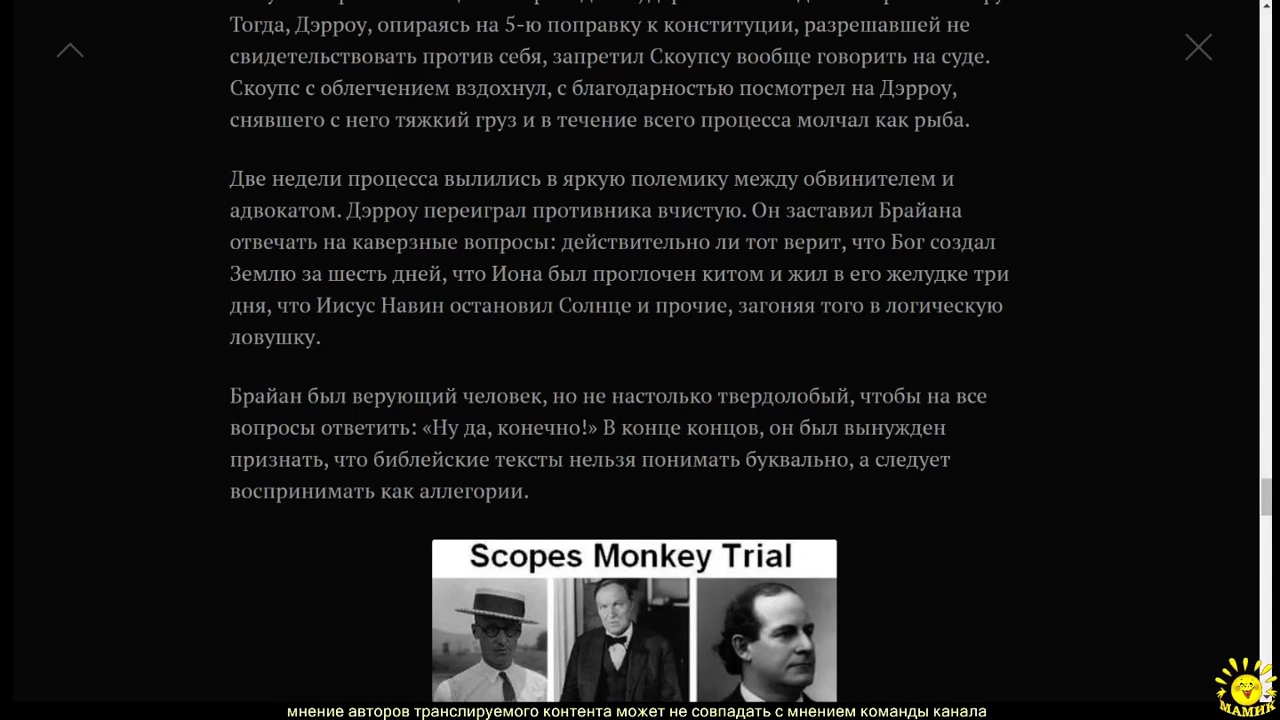 Тогда, Дэрроу, опираясь на 5-ю поправку к конституции, разрешавшей не
свидетельствовать против себя, запретил Скоупсу вообще говорить на суде.
Скоупс с облегчением вздохнул, с благодарностью посмотрел на Дэрроу,
снявшего с него тяжкий груз и в течение всего процесса молчал как рыба.
Две недели процесса вылились в яркую полемику между обвинителем и
адвокатом. Дэрроу переиграл противника вчистую. Он заставил Брайана
отвечать на каверзные вопросы: действительно ли тот верит, что Бог создал
Землю за шесть дней, что Иона был проглочен китом и жил в его желудке три
дня, что Иисус Навин остановил Солнце и прочие, загоняя того в логическую
ловушку.
Брайан был верующий человек, но не настолько твердолобый, чтобы на все
вопросы ответить: «Ну да, конечно!» В конце концов, он был вынужден
признать, что библейские тексты нельзя понимать буквально, а следует
воспринимать как аллегории.
Scopes Monkey Trial
МАМИК
мнение авторов транслируемого контента может не совпадать с мнением команды канала